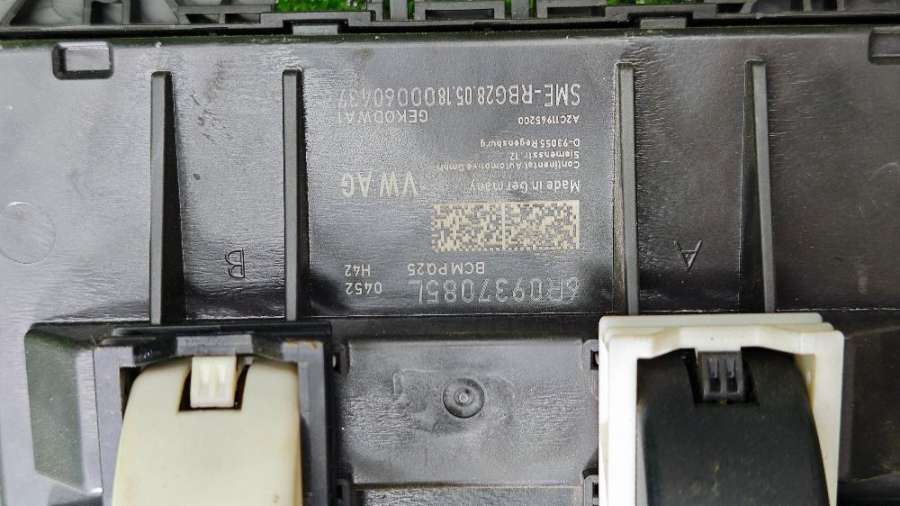 6R0937085L 0452
BCM PQ25 H42
VW AG
Made in Germany
Continental Automotive GmbH
Siemensstr. 12
D-93055 Regensburg
A2C11965200 GEKODWA1
SME-RBG28.05.1800060439
A
B